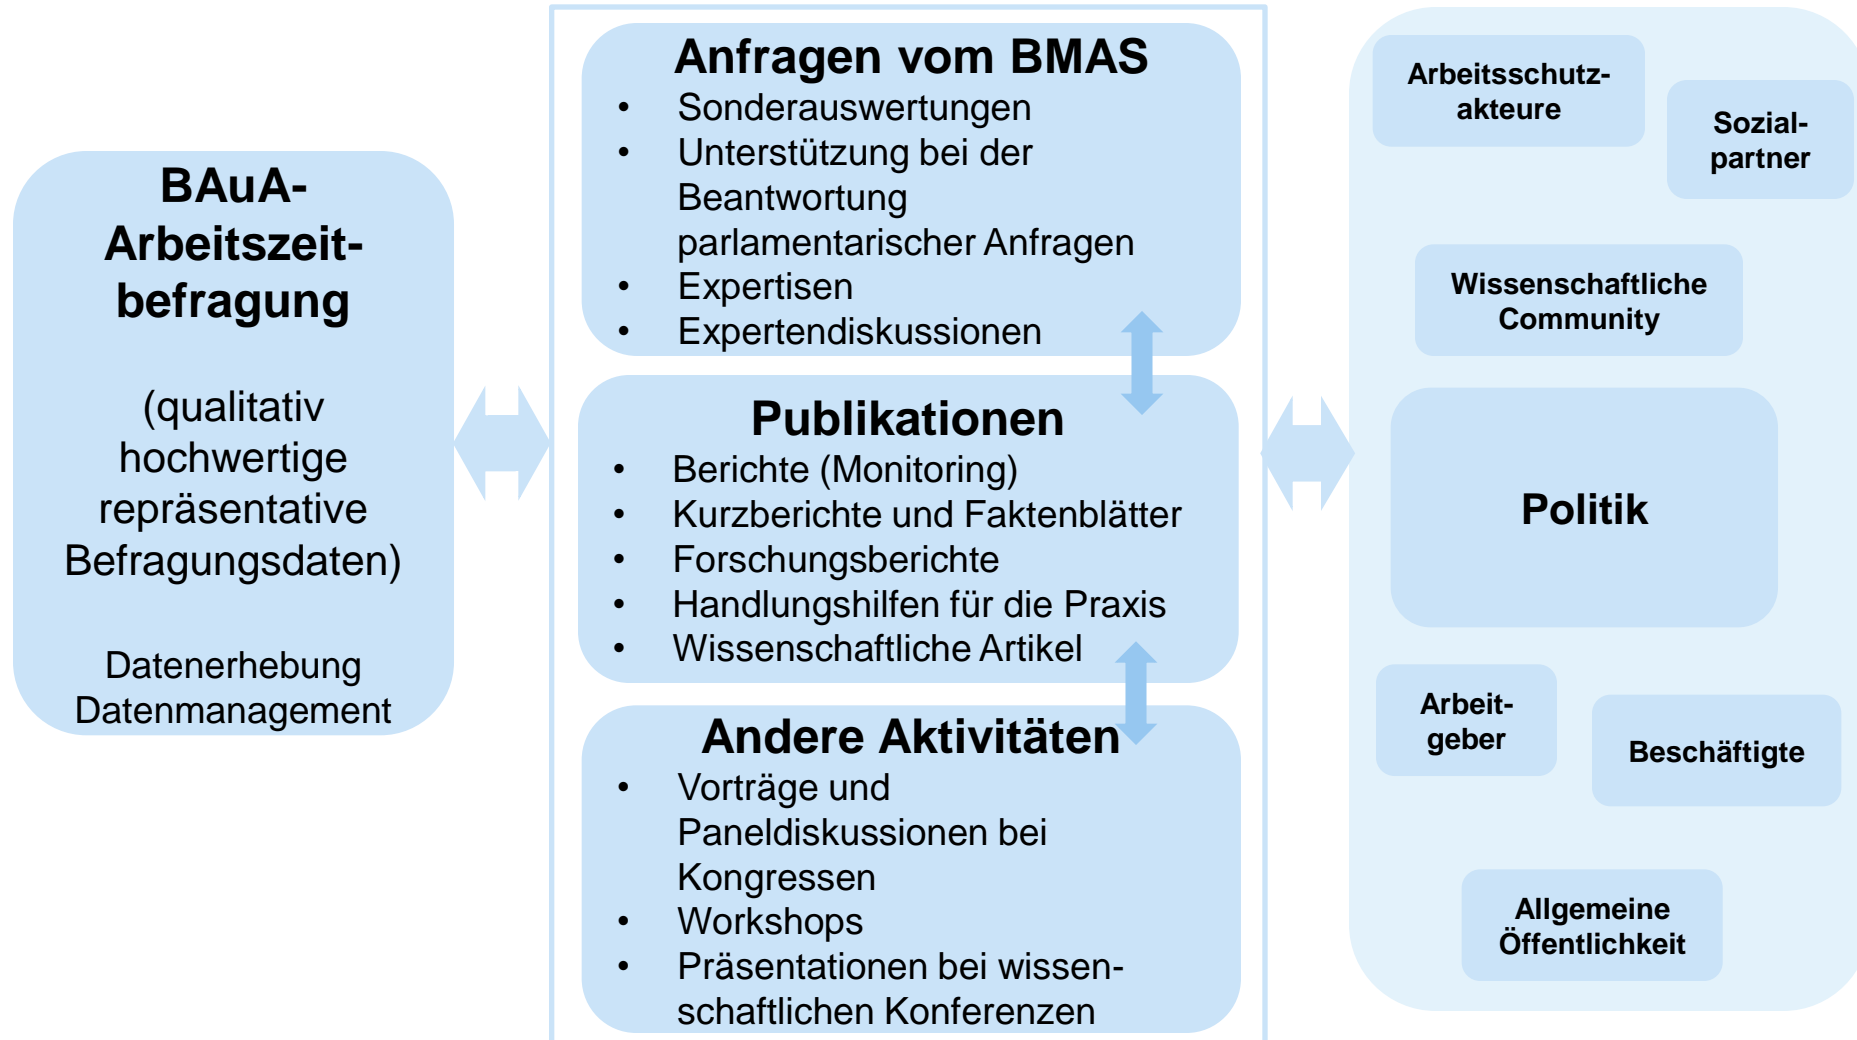 BAuA-
Arbeitszeit-
befragung
(qualitativ
hochwertige
repräsentative
Befragungsdaten)
Datenerhebung
Datenmanagement
Anfragen vom BMAS
• Sonderauswertungen
• Unterstützung bei der
Beantwortung
parlamentarischer Anfragen
• Expertisen
• Expertendiskussionen
Publikationen
• Berichte (Monitoring)
• Kurzberichte und Faktenblätter
• Forschungsberichte
• Handlungshilfen für die Praxis
• Wissenschaftliche Artikel
Andere Aktivitäten
• Vorträge und
Paneldiskussionen bei
Kongressen
• Workshops
• Präsentationen bei wissen-
schaftlichen Konferenzen
Arbeitsschutz-
akteure
Sozial-
partner
Wissenschaftliche
Community
Politik
Arbeit-
geber
Beschäftigte
Allgemeine
Öffentlichkeit